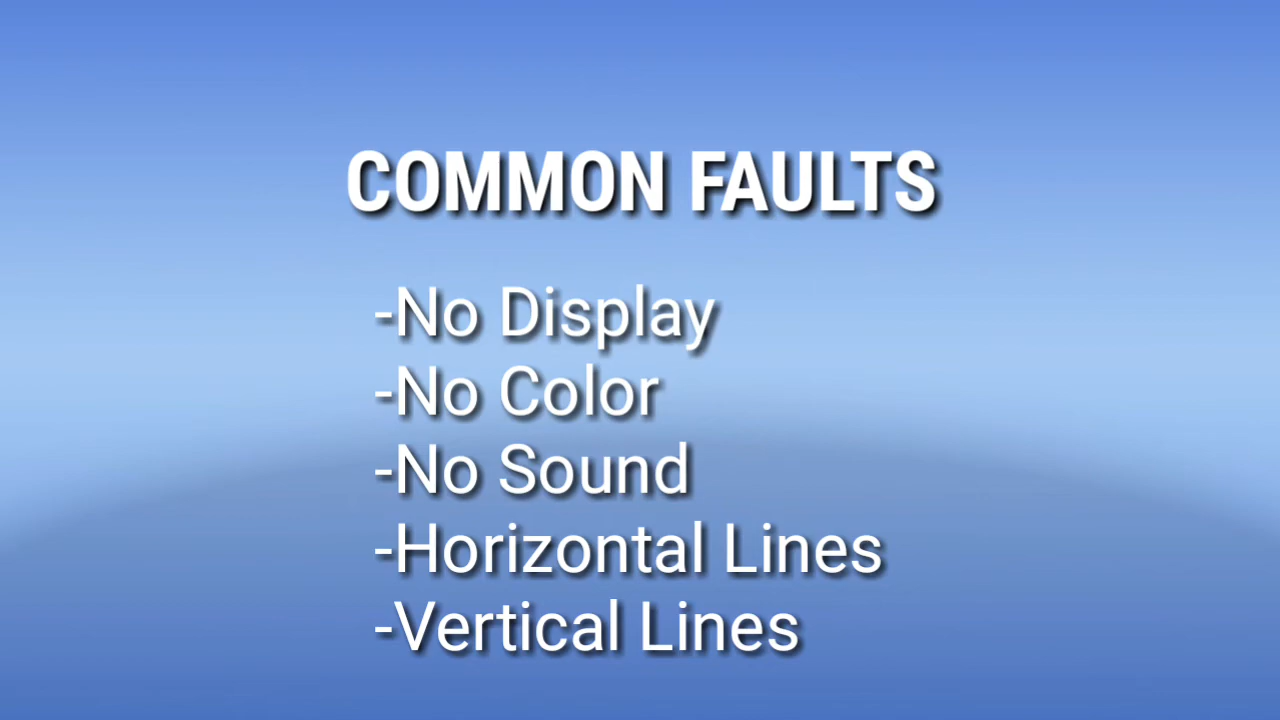 COMMON FAULTS
-No Display
-No Color
-No Sound
-Horizontal Lines
-Vertical Lines